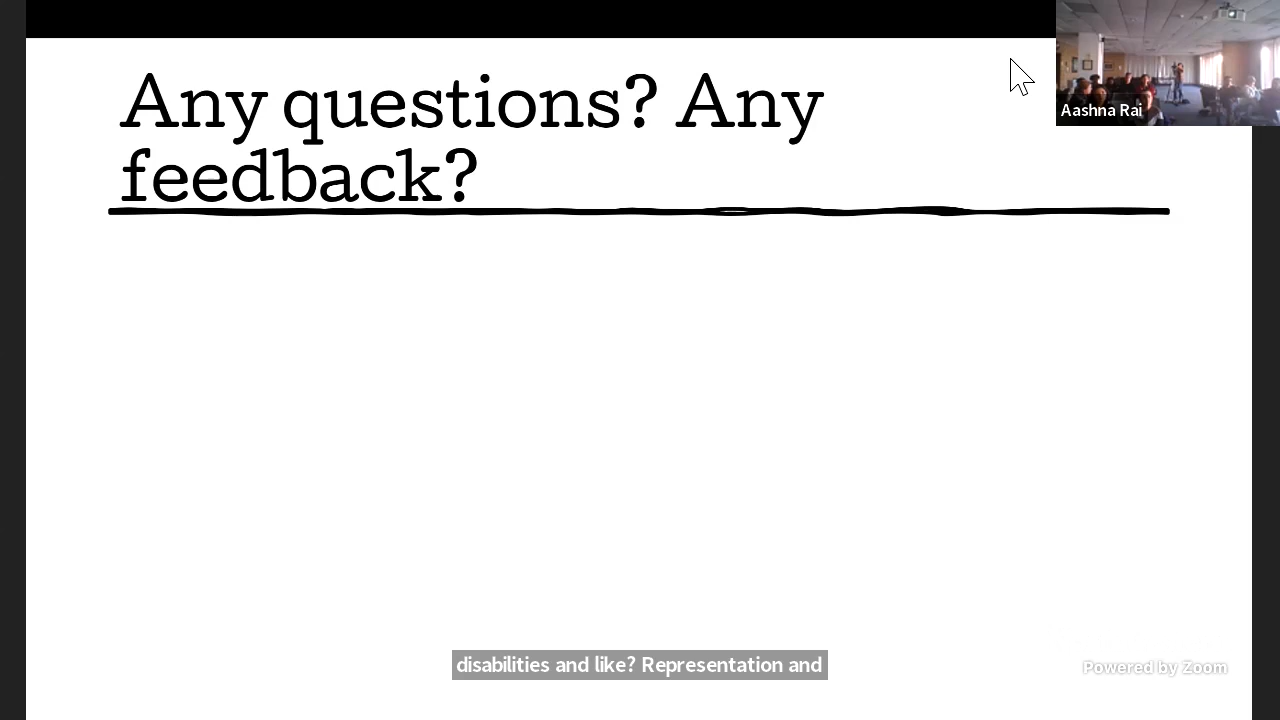 Any questions? Any
feedback?
Aashna Rai
disabilities and like? Representation and
Powered by Zoom